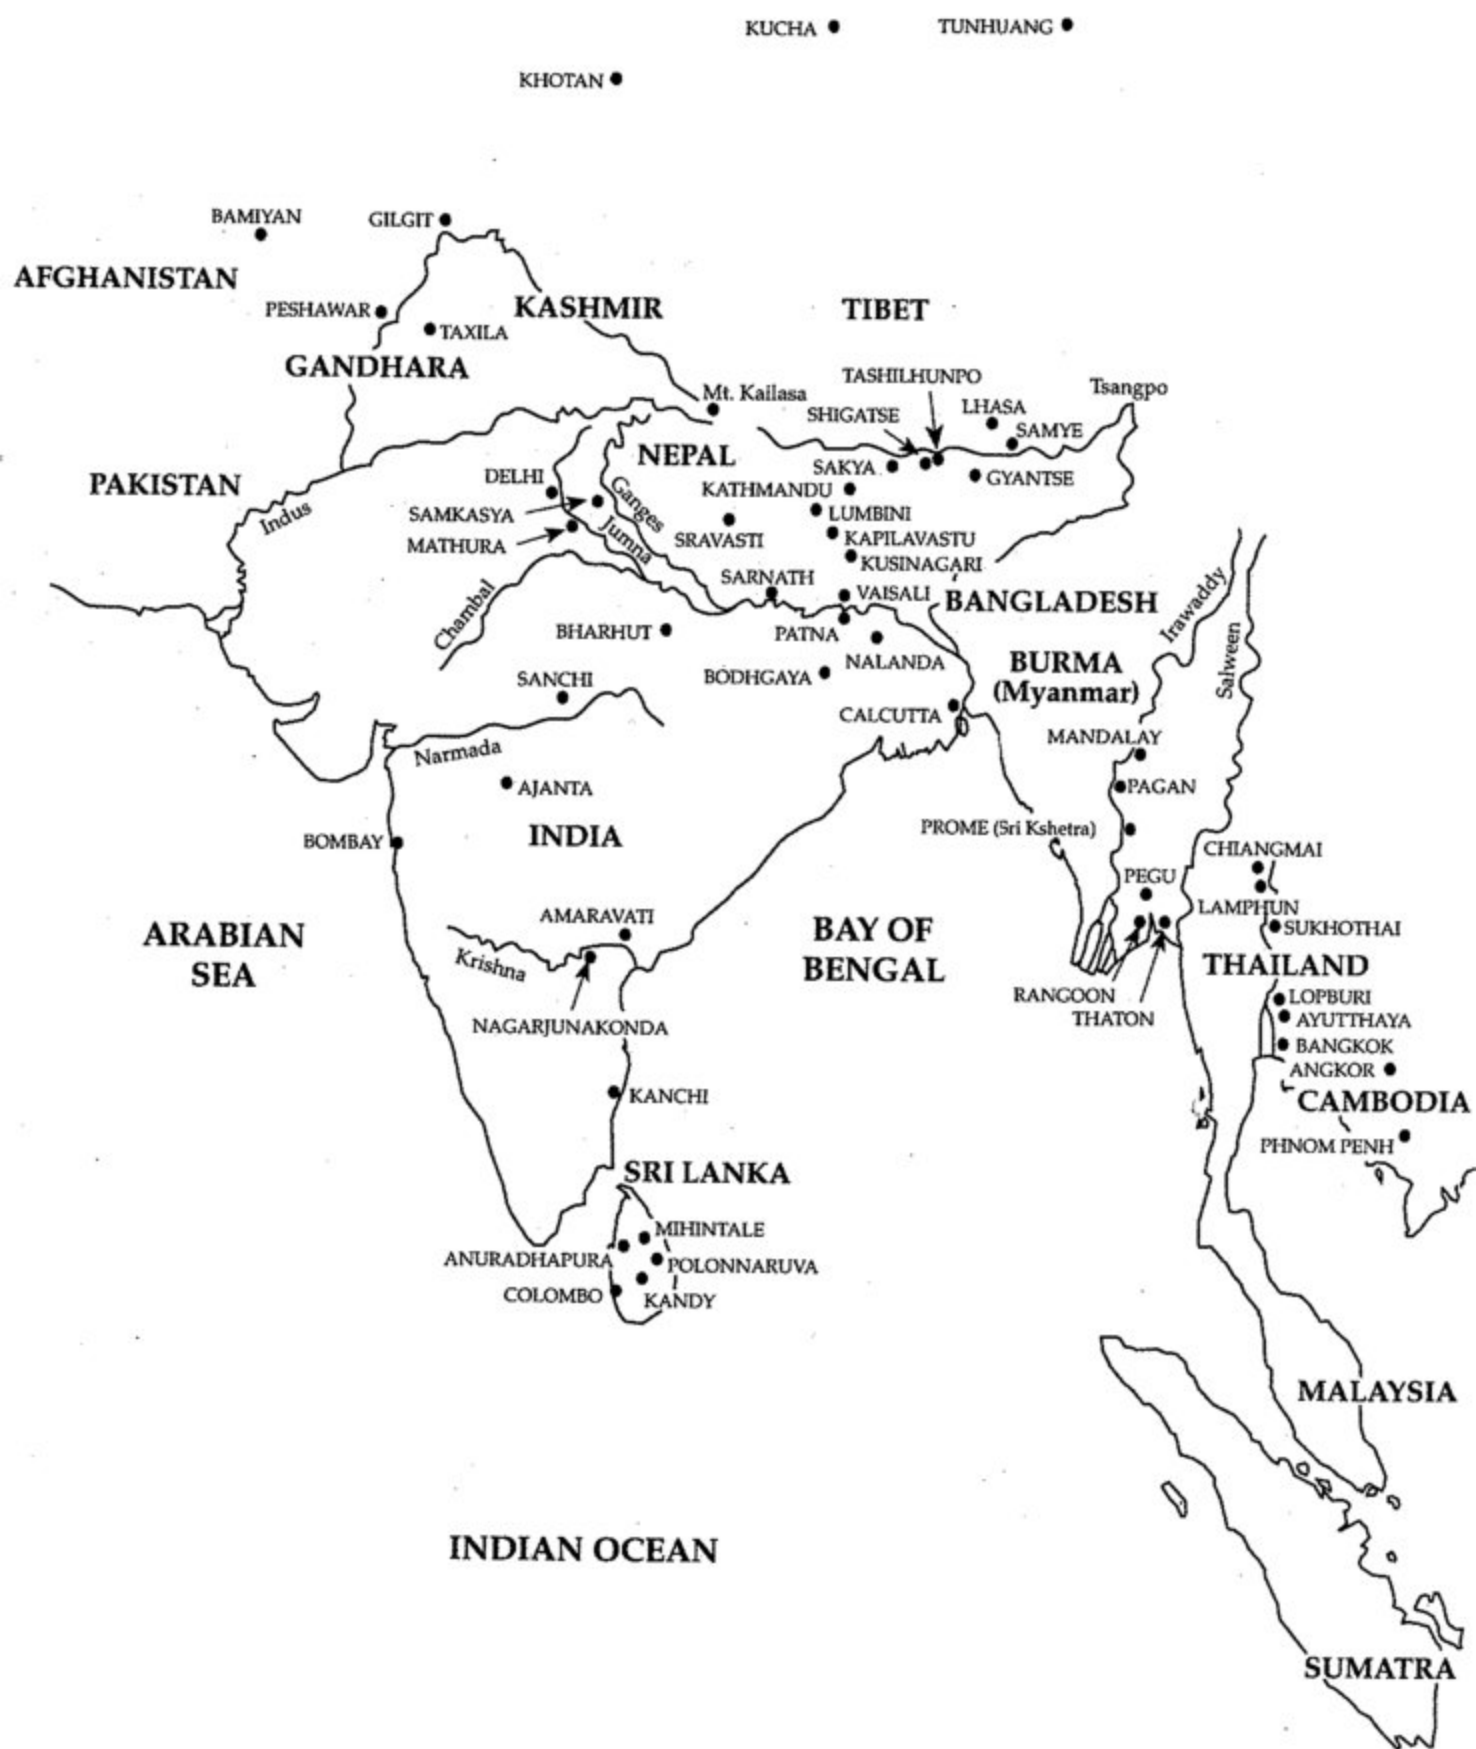 KUCHA
TUNHUANG
KHOTAN
BAMIYAN
GILGIT
AFGHANISTAN
PESHAWAR
KASHMIR
TIBET
TAXILA
GANDHARA
TASHILHUNPO
Mt. Kailasa
Tsangpo
SHIGATSE
LHASA
SAMYE
NEPAL
SAKYA
GYANTSE
PAKISTAN
DELHI
KATHMANDU
Indus
Ganges
SAMKASYA
LUMBINI
Jumna
MATHURA
SRAVASTI
KAPILAVASTU
KUSINAGARI
SARNATH
VAISALI
BANGLADESH
Chambal
Irawaddy
Salween
BHARHUT
PATNA
NALANDA
BURMA
(Myanmar)
SANCHI
BODHGAYA
CALCUTTA
MANDALAY
Narmada
AJANTA
PAGAN
BOMBAY
INDIA
PROME (Sri Kshetra)
CHIANGMAI
PEGU
LAMPHUN
AMARAVATI
SUKHOTHAI
ARABIAN
SEA
BAY OF
BENGAL
Krishna
THAILAND
RANGOON
LOPBURI
THATON
AYUTTHAYA
NAGARJUNAKONDA
BANGKOK
ANGKOR
KANCHI
CAMBODIA
PHNOM PENH
SRI LANKA
MIHINTALE
ANURADHAPURA
POLONNARUVA
COLOMBO
KANDY
MALAYSIA
INDIAN OCEAN
SUMATRA